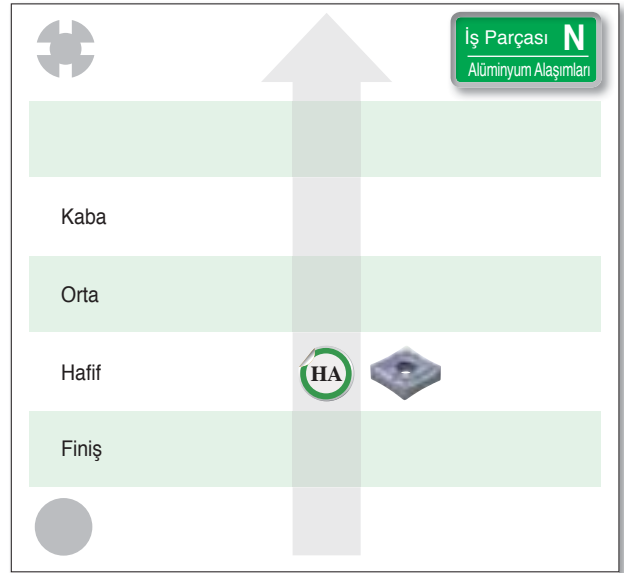 İş Parçası N
Alüminyum Alaşımları
Kaba
Orta
Hafif
HA
Finiş